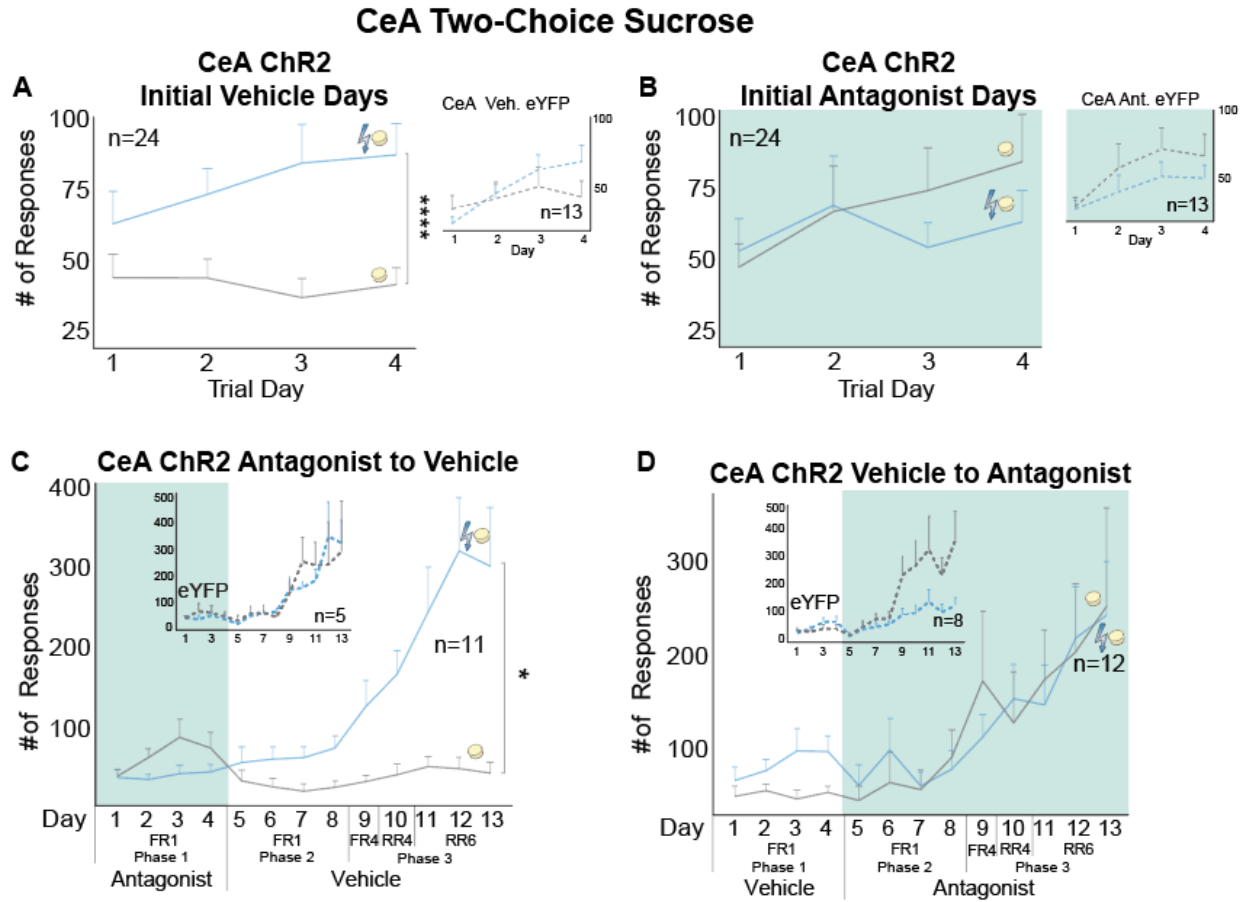 CeA Two-Choice Sucrose
A
CeA ChR2
Initial Vehicle Days
n=24
# of Responses
100
75
50
25
1 2 3 4
Trial Day
****
CeA Veh. eYFP
100
50
n=13
1 2 3 4
Day
B
CeA ChR2
Initial Antagonist Days
n=24
# of Responses
100
75
50
25
1 2 3 4
Trial Day
CeA Ant. eYFP
100
50
n=13
1 2 3 4
Day
C
CeA ChR2 Antagonist to Vehicle
#of Responses
400
300
200
100
500
400
300
200
100
0
eYFP
n=5
1 3 5 7 9 11 13
n=11
*
Day 1 2 3 4 5 6 7 8 9 10 11 12 13
FR1 FR1 FR4 RR4 RR6
Phase 1 Phase 2 Phase 3
Antagonist Vehicle
D
CeA ChR2 Vehicle to Antagonist
# of Responses
300
200
100
500
400
300
200
100
0
eYFP
n=8
1 3 5 7 9 11 13
n=12
Day 1 2 3 4 5 6 7 8 9 10 11 12 13
FR1 FR1 FR4 RR4 RR6
Phase 1 Phase 2 Phase 3
Vehicle Antagonist